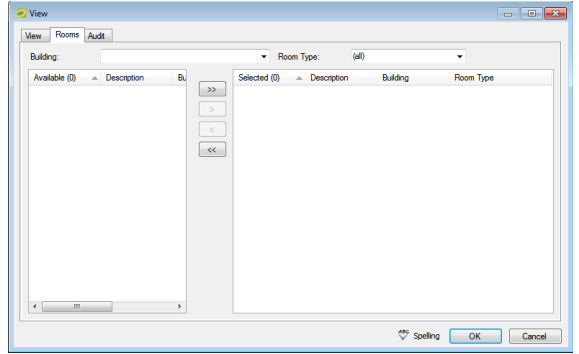 View
View Rooms Audit
Building: Room Type: (all)
Available (0) Description Bu Selected (0) Description Building Room Type
>>
>
<
<<
ABC Spelling OK Cancel